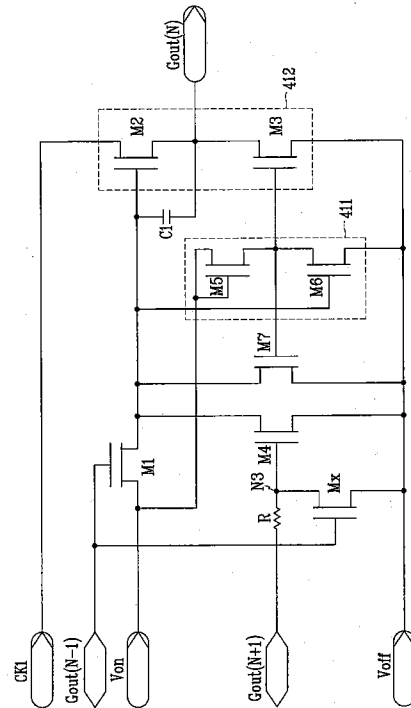 Gout(N)
412
M2
M3
C1
411
M5
M6
M7
M1
M4
N3
R
Mx
CK1
Gout(N-1)
Von
Gout(N+1)
Voff